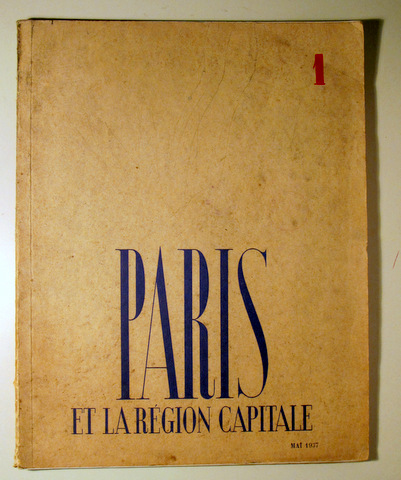 1
PARIS
ET LA RÉGION CAPITALE
MAI 1937